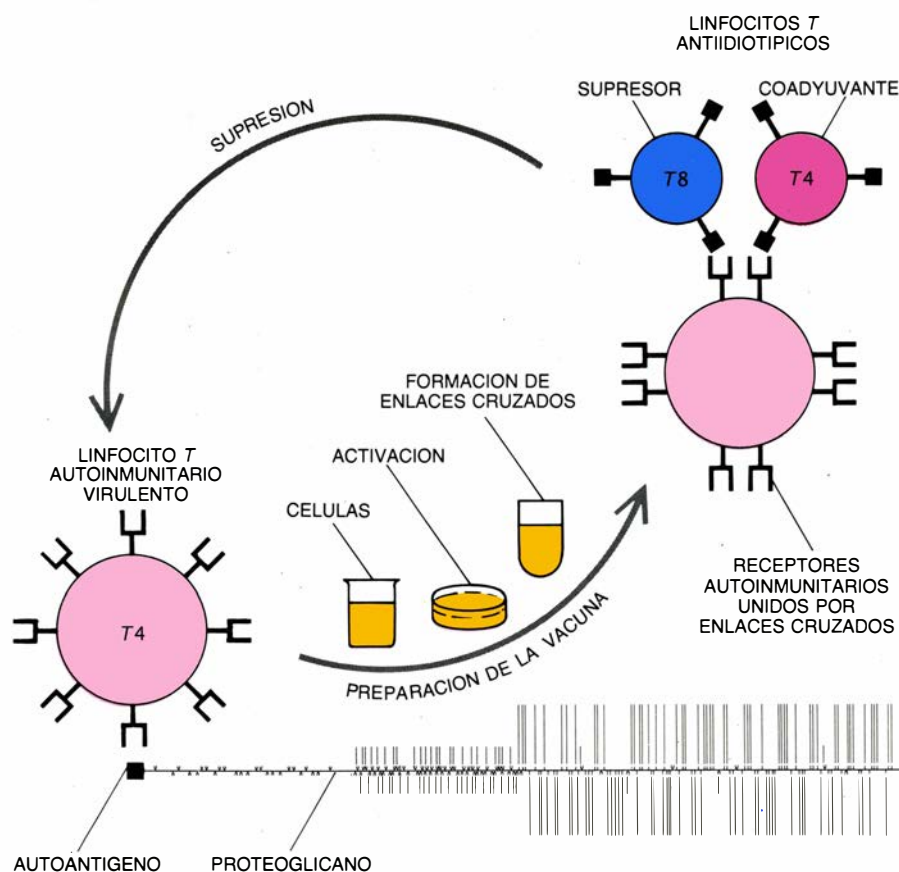 LINFOCITOS T
ANTIIDIOTIPICOS
SUPRESOR
COADYUVANTE
SUPRESION
T8
T4
FORMACION DE
ENLACES CRUZADOS
ACTIVACION
CELULAS
LINFOCITO T
AUTOINMUNITARIO
VIRULENTO
T4
RECEPTORES
AUTOINMUNITARIOS
UNIDOS POR
ENLACES CRUZADOS
PREPARACION DE LA VACUNA
AUTOANTIGENO
PROTEOGLICANO